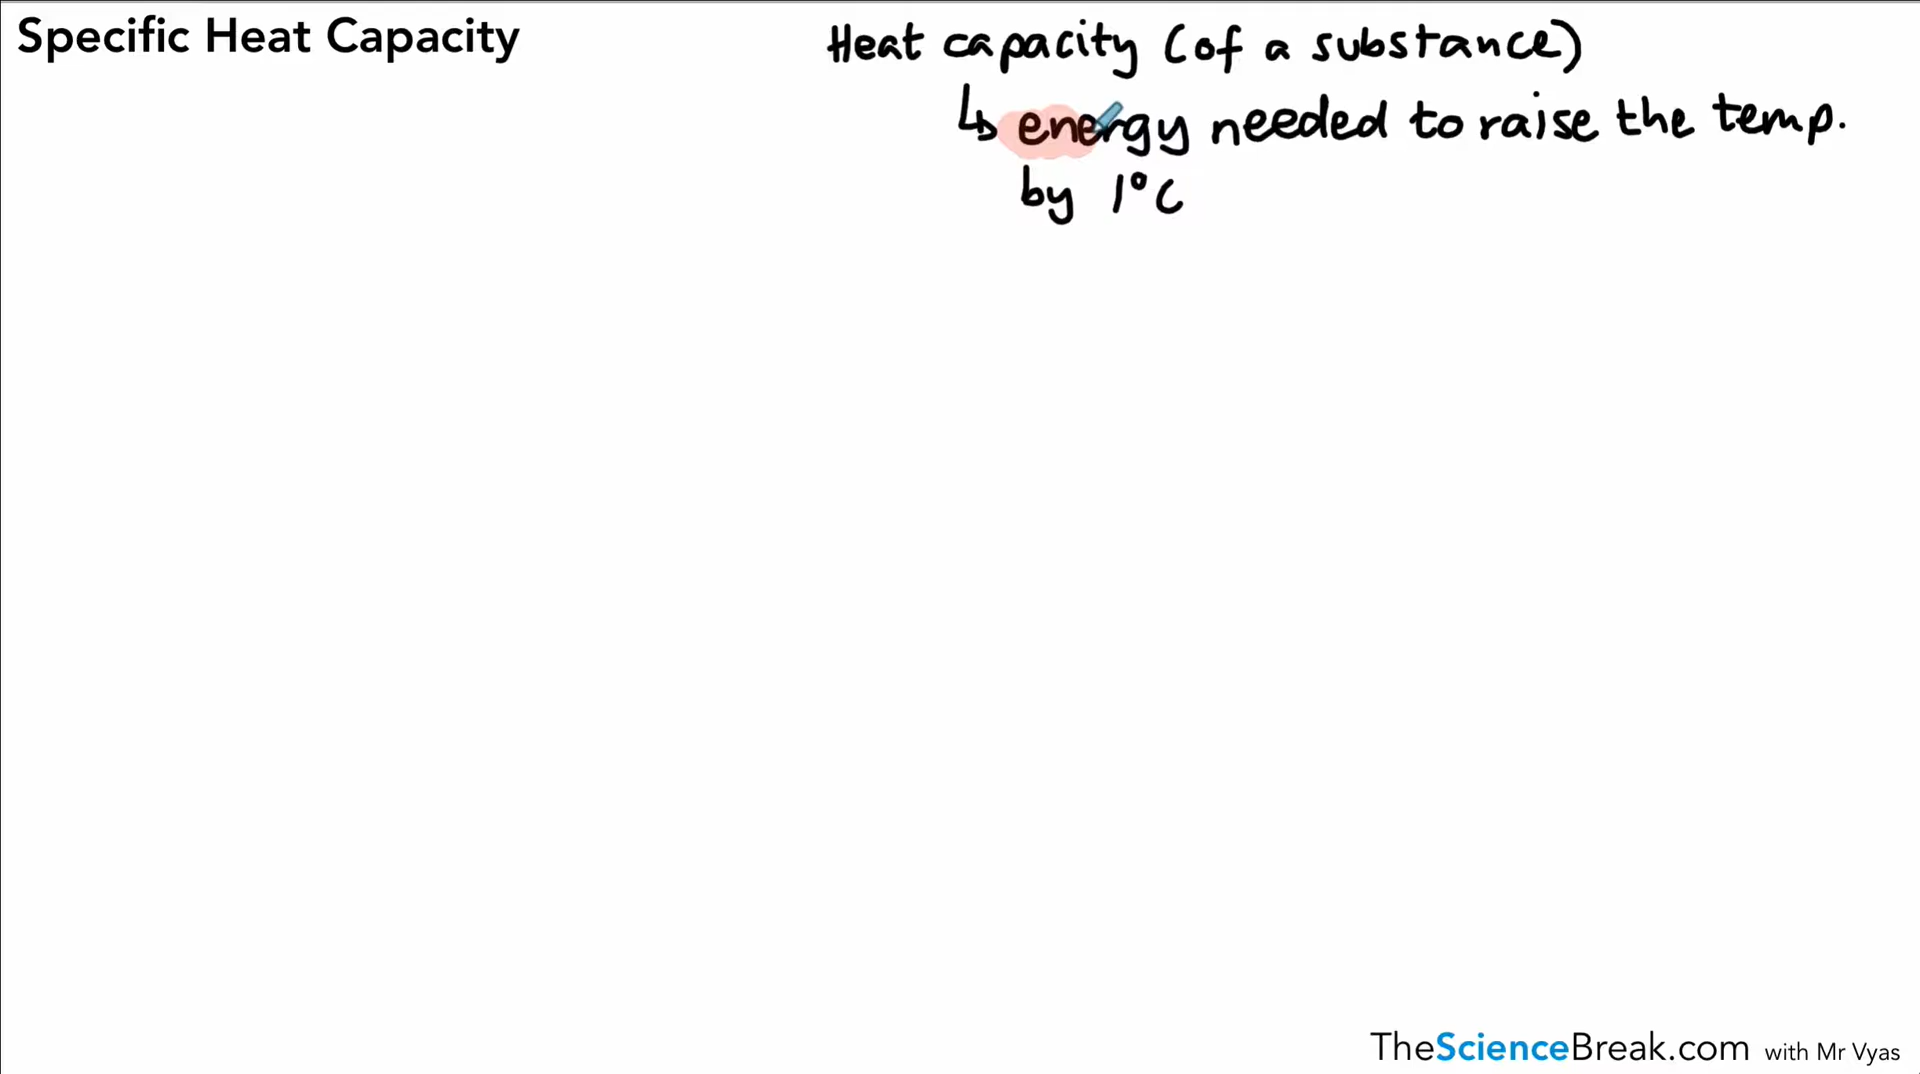 Specific Heat Capacity
Heat capacity (of a substance)
↳ energy needed to raise the temp.
by 1°C
TheScienceBreak.com with Mr Vyas